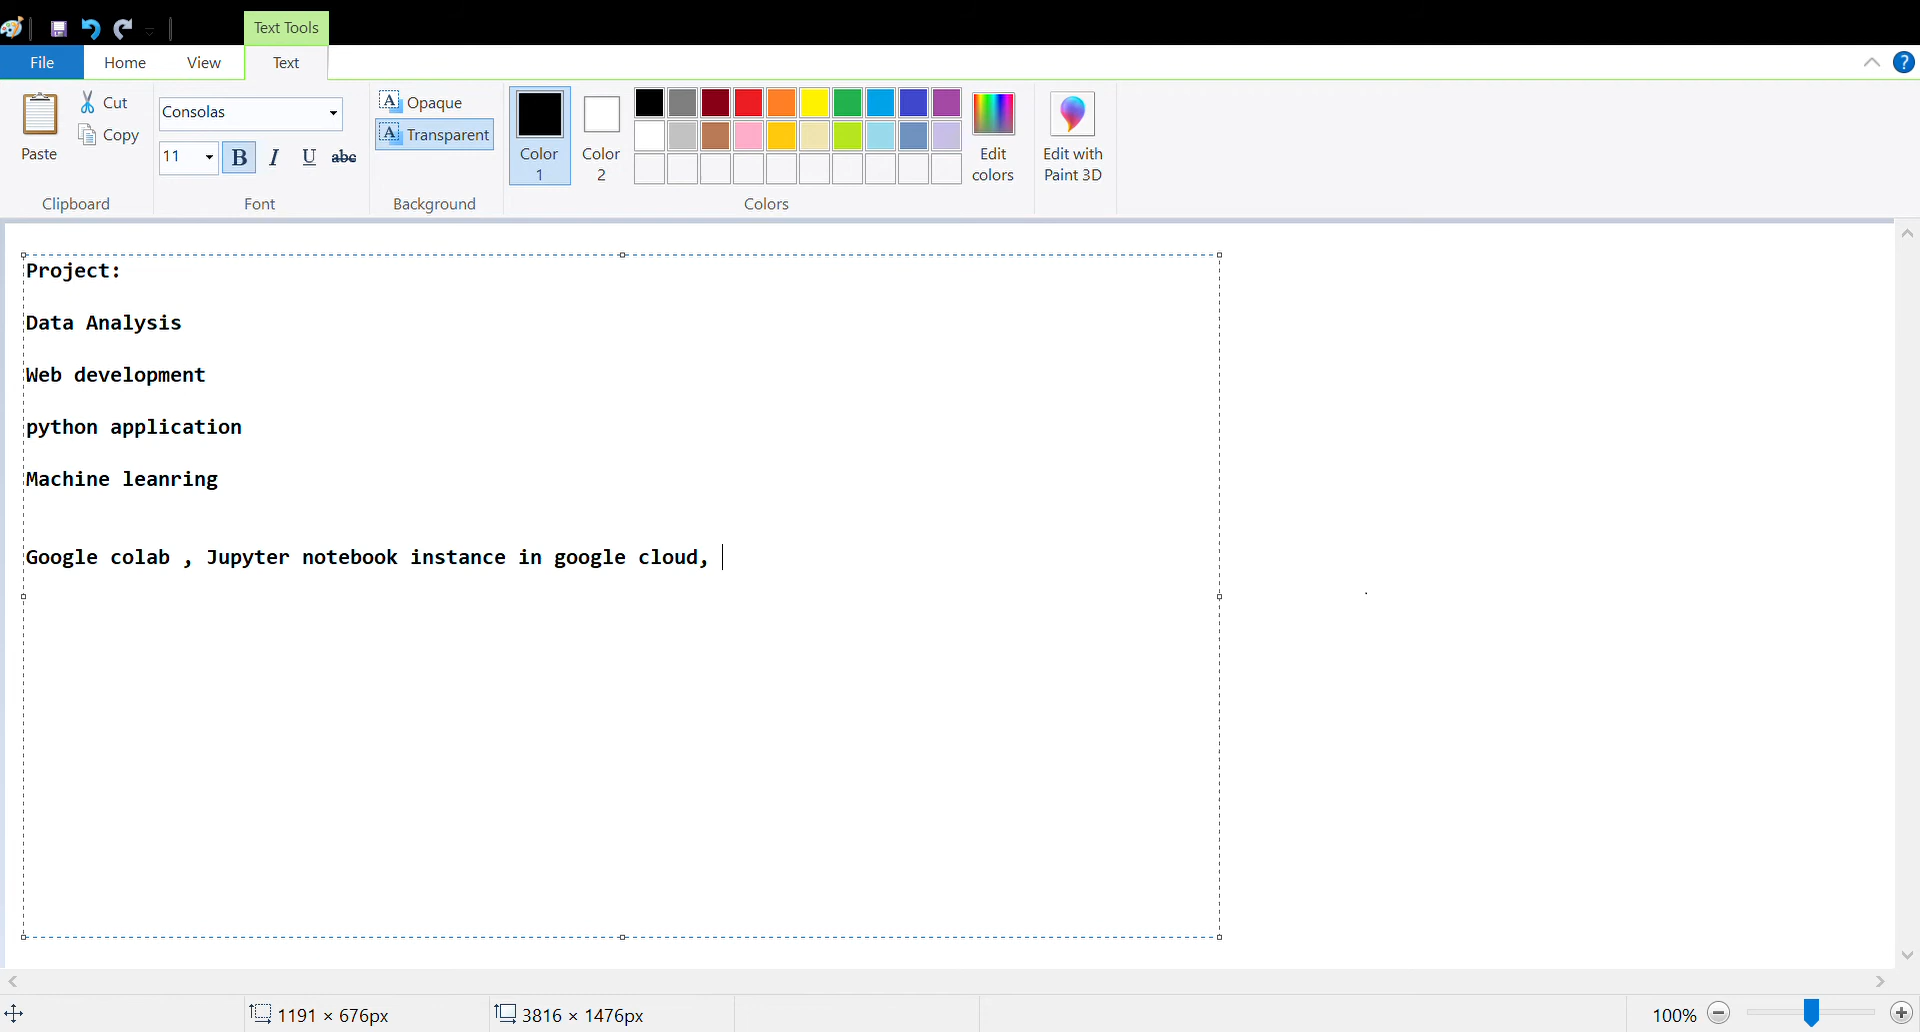 Text Tools
File Home View Text
Paste Cut Copy
Clipboard
Consolas
11 B I U abc
Font
Opaque
Transparent
Background
Color 1
Color 2
Edit colors
Colors
Edit with Paint 3D
Project:
Data Analysis
Web development
python application
Machine leanring
Google colab , Jupyter notebook instance in google cloud,
1191 × 676px 3816 × 1476px 100%